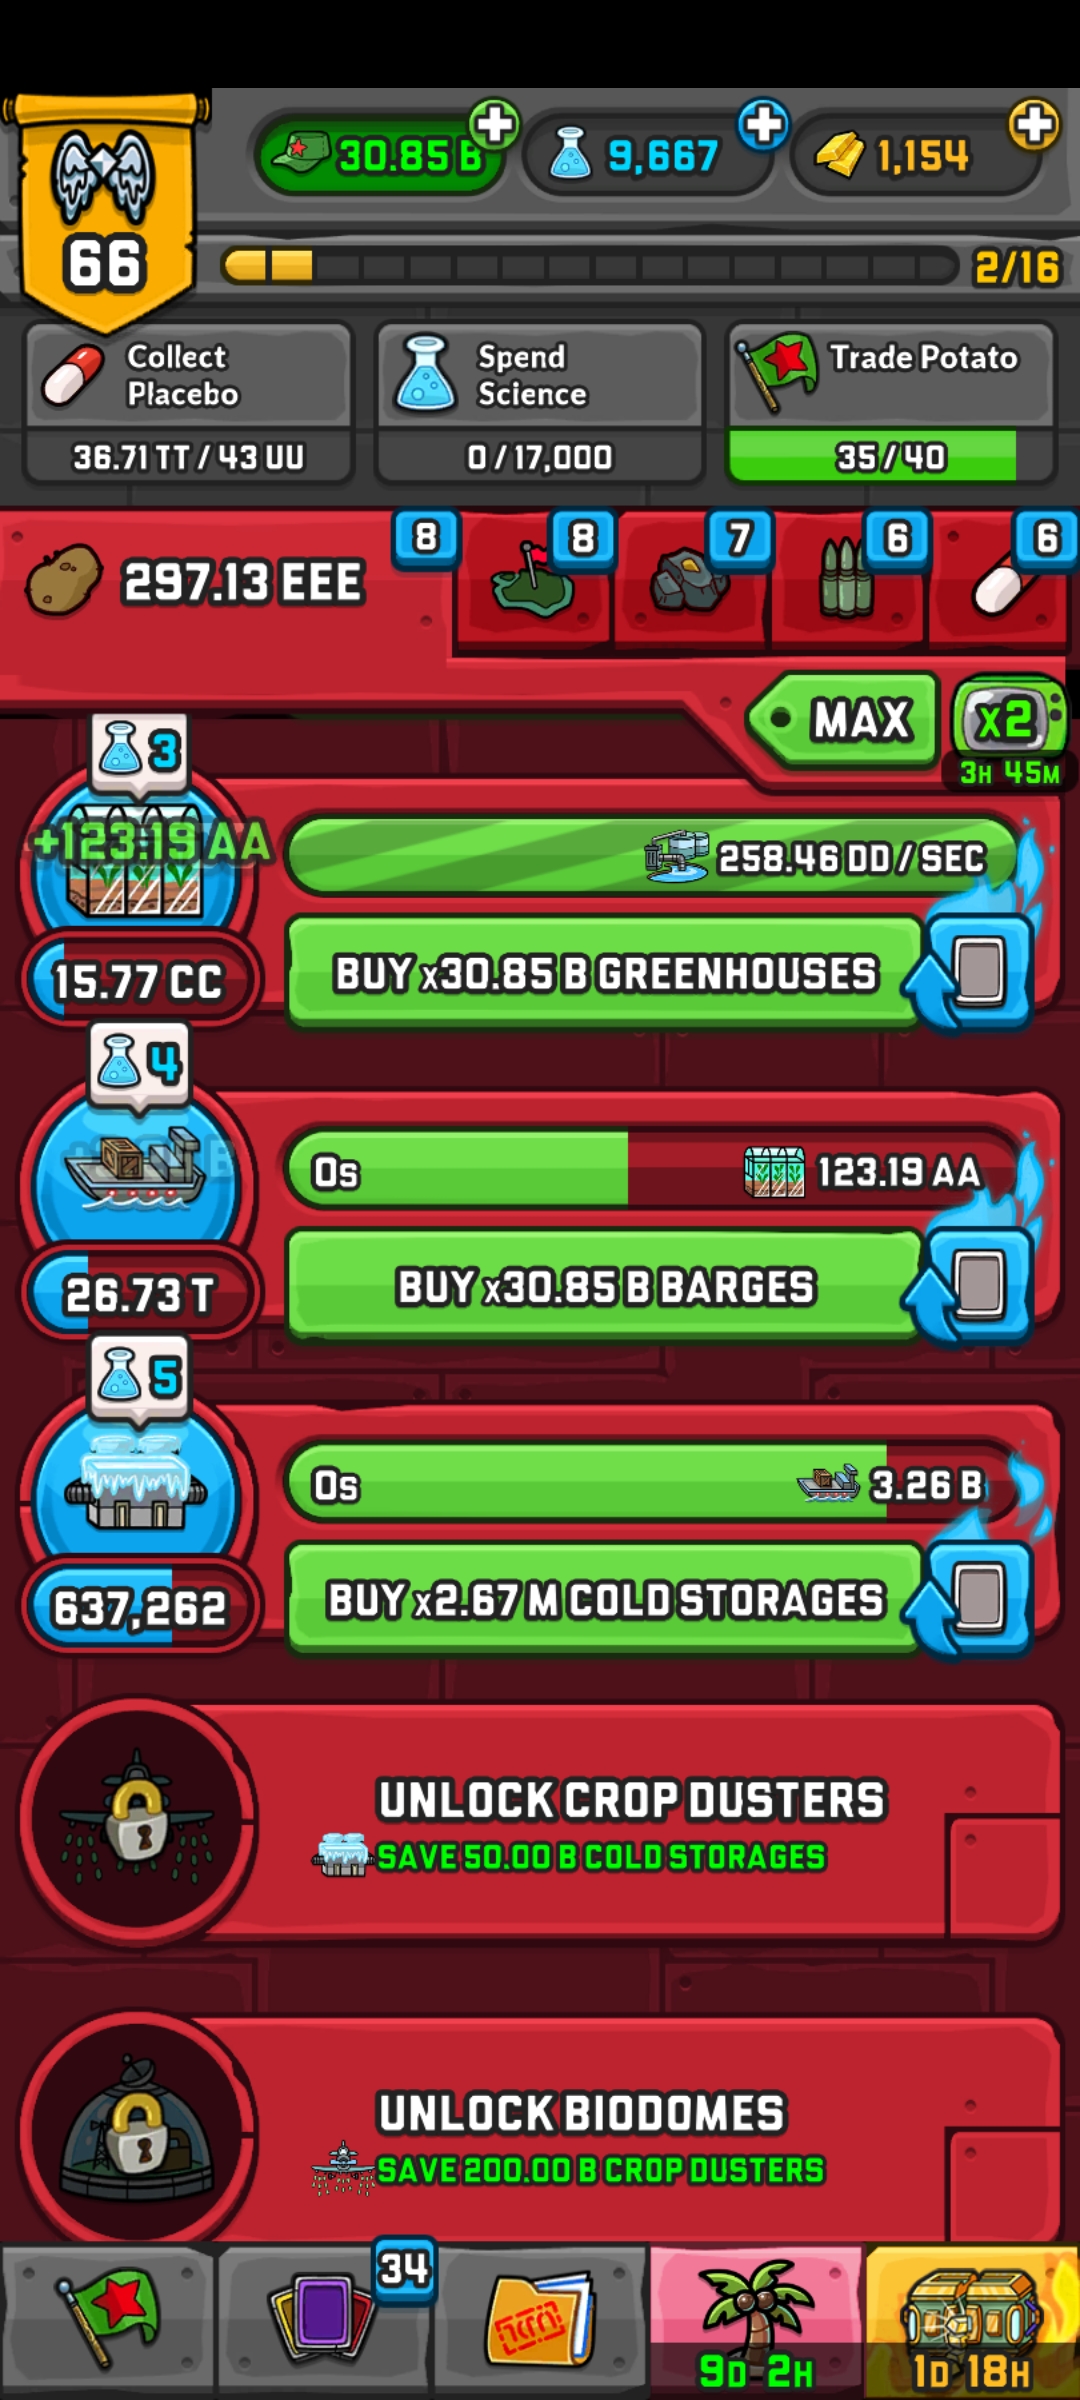 30.85 B
9,667
1,154
66
2/16
Collect
Placebo
36.71 TT / 43 UU
Spend
Science
0 / 17,000
Trade Potato
35 / 40
297.13 EEE
8
8
7
6
6
MAX
x2
3H 45M
3
+123.19 AA
258.46 DD / SEC
15.77 CC
BUY x30.85 B GREENHOUSES
4
0s
123.19 AA
26.73 T
BUY x30.85 B BARGES
5
0s
3.26 B
637,262
BUY x2.67 M COLD STORAGES
UNLOCK CROP DUSTERS
SAVE 50.00 B COLD STORAGES
UNLOCK BIODOMES
SAVE 200.00 B CROP DUSTERS
34
9D 2H
1D 18H